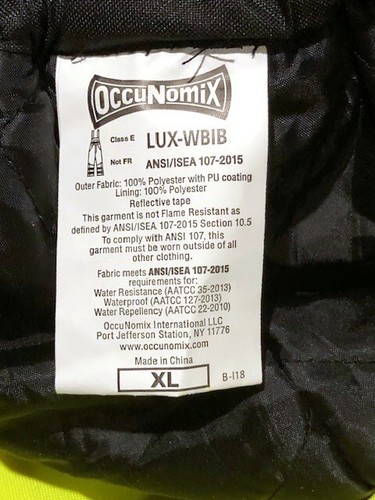 OccuNomiX
Class E LUX-WBIB
Not FR ANSI/ISEA 107-2015
Outer Fabric: 100% Polyester with PU coating
Lining: 100% Polyester
Reflective tape
This garment is not Flame Resistant as
defined by ANSI/ISEA 107-2015 Section 10.5
To comply with ANSI 107, this
garment must be worn outside of all
other clothing.
Fabric meets ANSI/ISEA 107-2015
requirements for:
Water Resistance (AATCC 35-2013)
Waterproof (AATCC 127-2013)
Water Repellency (AATCC 22-2010)
OccuNomix International LLC
Port Jefferson Station, NY 11776
www.occunomix.com
Made in China
XL B-I18